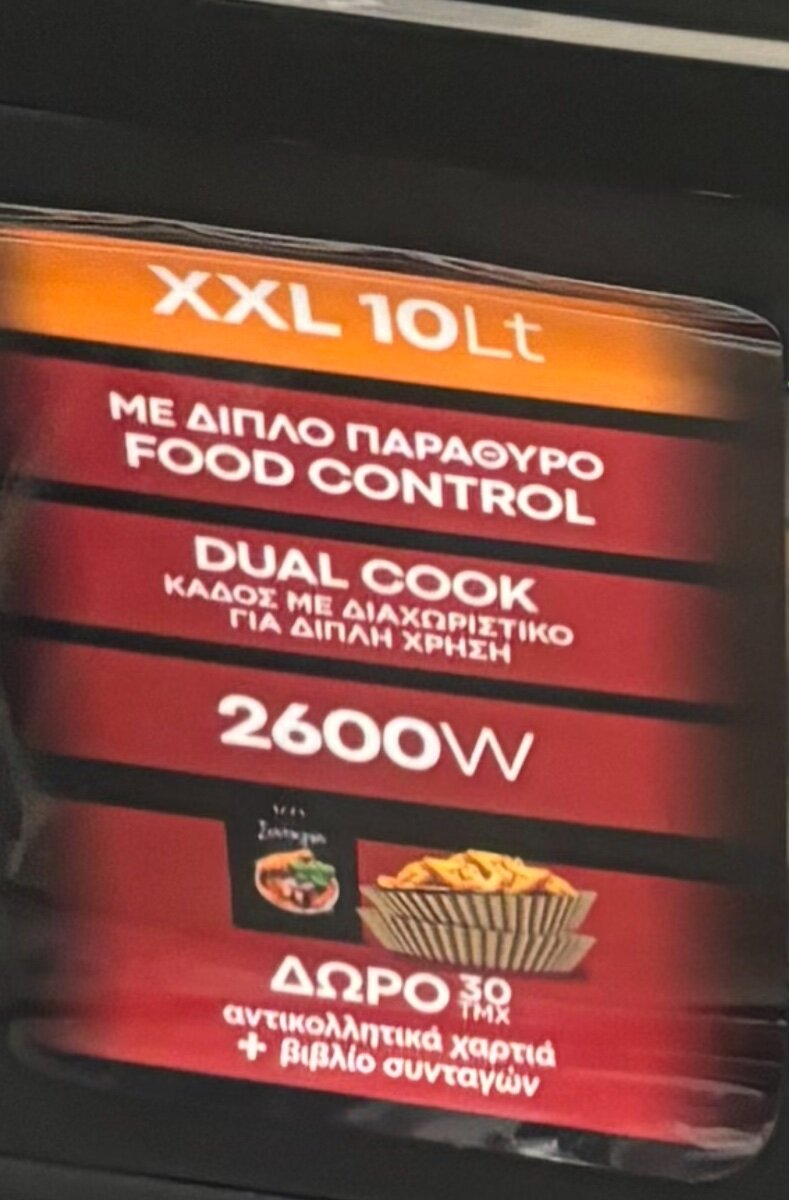 XXL 10Lt
ΜΕ ΔΙΠΛΟ ΠΑΡΑΘΥΡΟ
FOOD CONTROL
DUAL COOK
ΚΑΔΟΣ ΜΕ ΔΙΑΧΩΡΙΣΤΙΚΟ
ΓΙΑ ΔΙΠΛΗ ΧΡΗΣΗ
2600W
ΔΩΡΟ 30 ΤΜΧ
αντικολλητικά χαρτιά
+ βιβλίο συνταγών